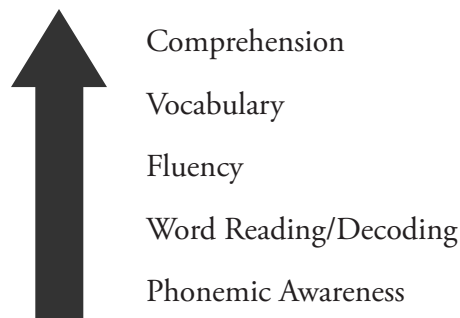 Comprehension
Vocabulary
Fluency
Word Reading/Decoding
Phonemic Awareness